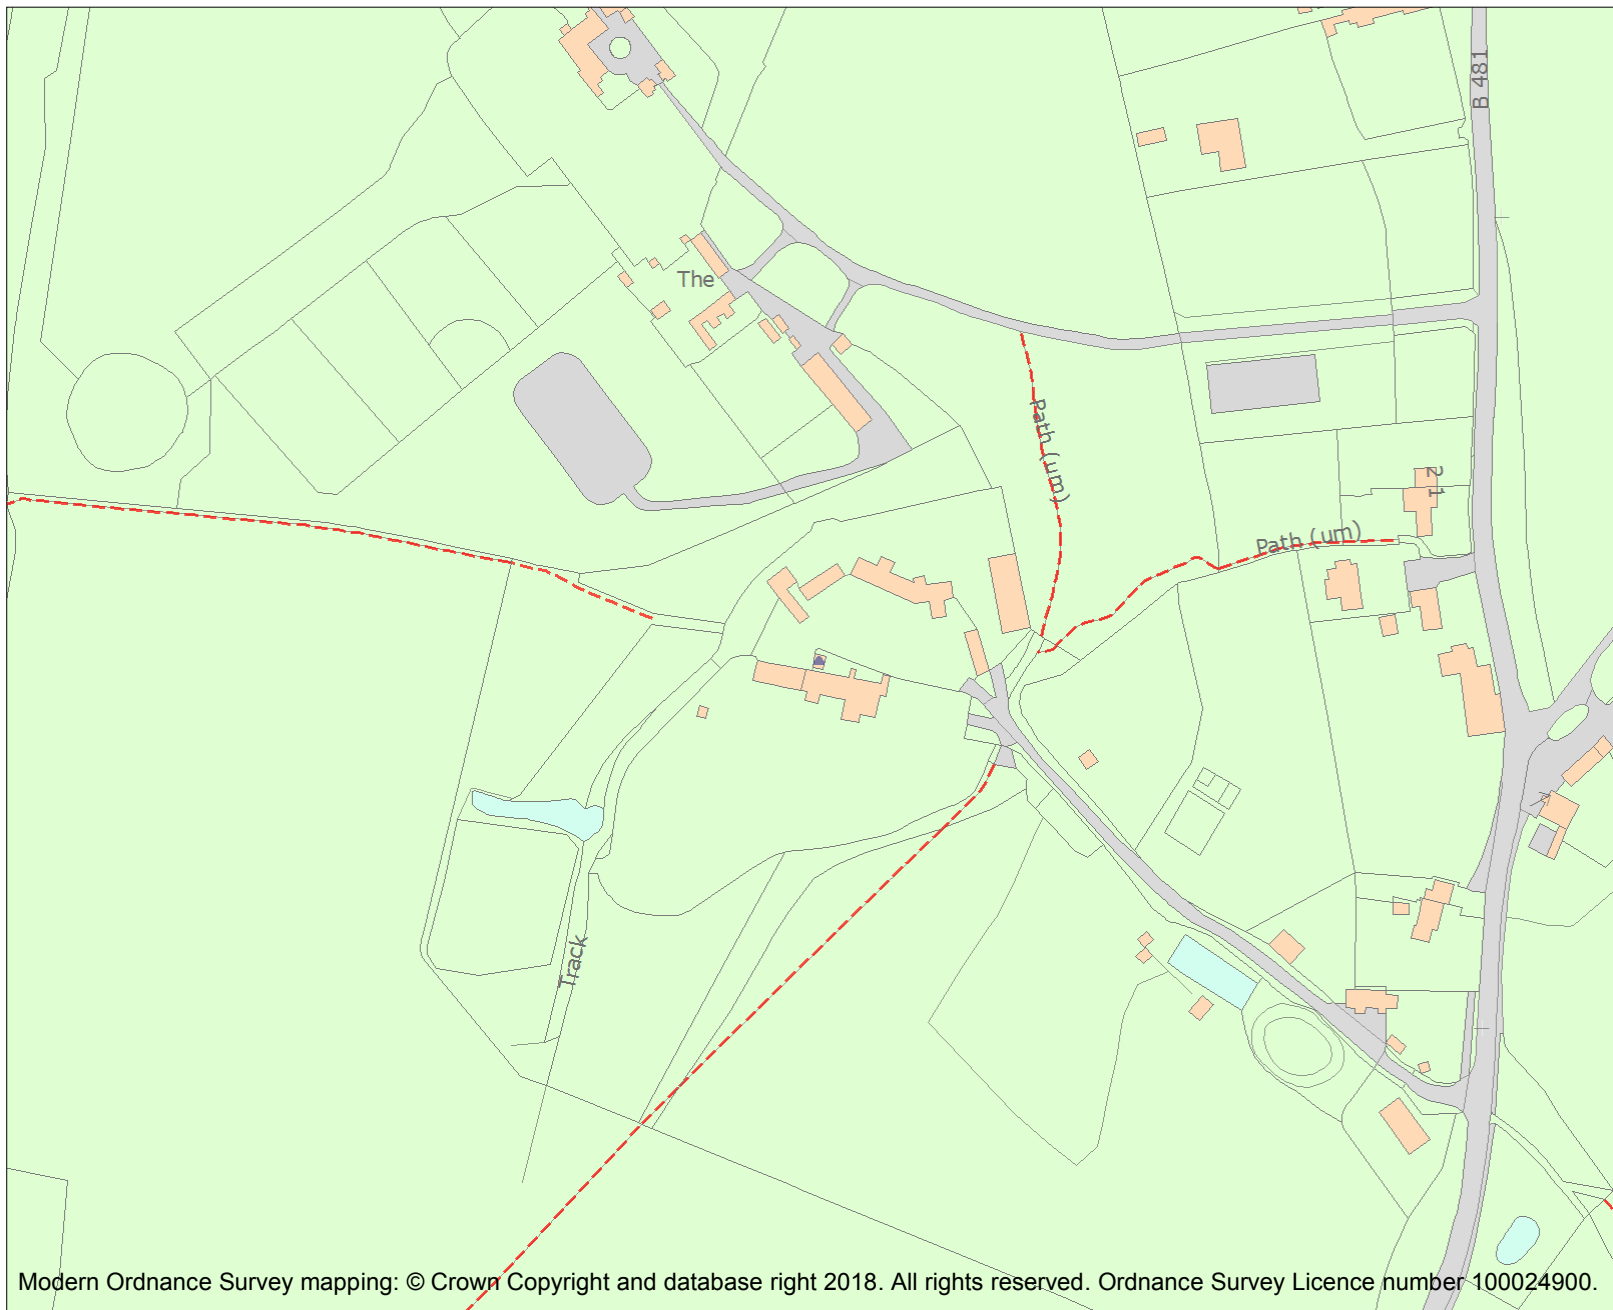 B 481
The
Path (um)
21
Path (um)
Track
Modern Ordnance Survey mapping: © Crown Copyright and database right 2018. All rights reserved. Ordnance Survey Licence number 100024900.